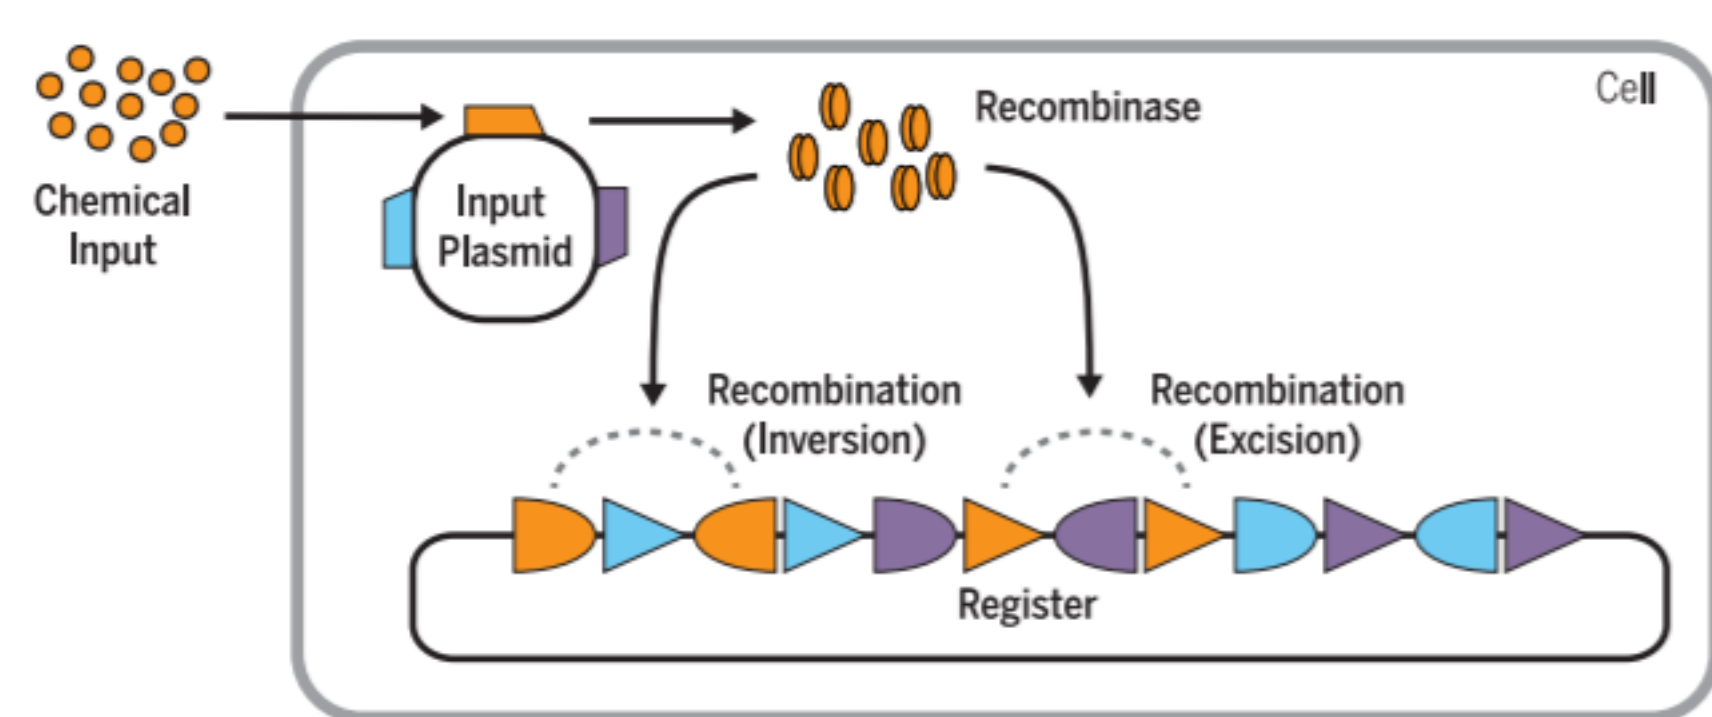 Cell
Recombinase
Chemical
Input
Input
Plasmid
Recombination
(Inversion)
Recombination
(Excision)
Register